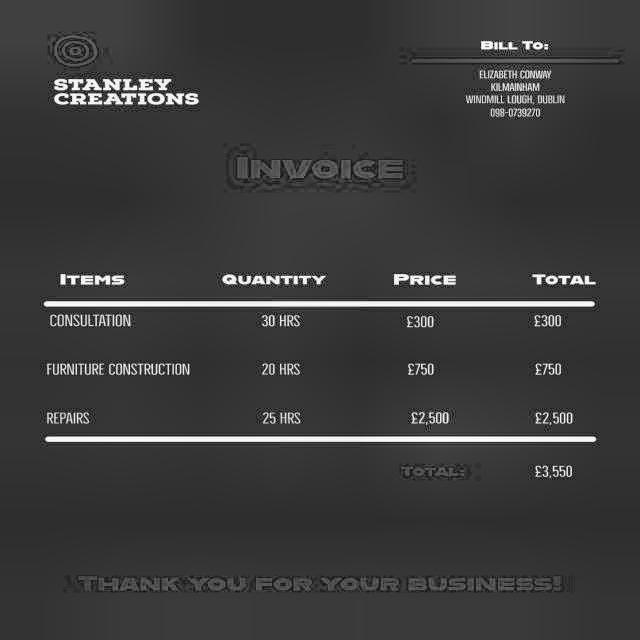 BILL TO:
STANLEY
CREATIONS
ELIZABETH CONWAY
KILMAINHAM
WINDMILL LOUGH, DUBLIN
098-0739270
INVOICE
ITEMS QUANTITY PRICE TOTAL
CONSULTATION 30 HRS £300 £300
FURNITURE CONSTRUCTION 20 HRS £750 £750
REPAIRS 25 HRS £2,500 £2,500
TOTAL: £3,550
THANK YOU FOR YOUR BUSINESS!